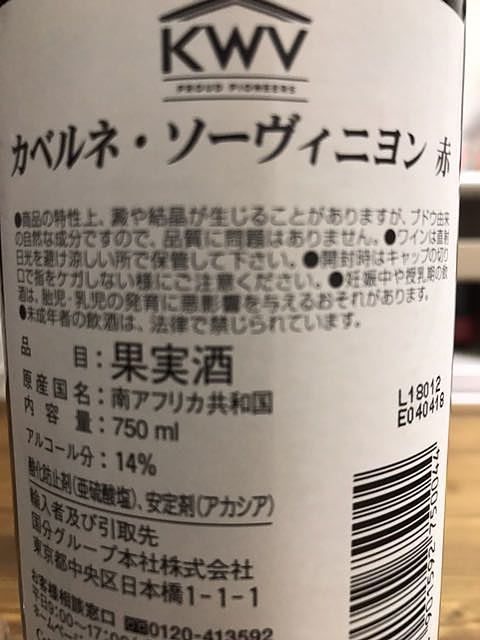 KWV
PROUD PIONEERS
カベルネ・ソーヴィニヨン 赤
●商品の特性上、澱や結晶が生じることがありますが、ブドウ由来
の自然な成分ですので、品質に問題はありません。●ワインは直射
日光を避け涼しい所で保管して下さい。●開封時はキャップの切り
口で指をケガしない様にご注意ください。●妊娠中や授乳期の飲
酒は、胎児・乳児の発育に悪影響を与えるおそれがあります。
●未成年者の飲酒は、法律で禁じられています。
品 目：果実酒
原産国名：南アフリカ共和国
内容量：750 ml
アルコール分：14%
酸化防止剤(亜硫酸塩)、安定剤(アカシア)
輸入者及び引取先
国分グループ本社株式会社
東京都中央区日本橋1-1-1
お客様相談窓口 0120-413592
平日9:00〜17:00
ホームページ
L18012
E040418